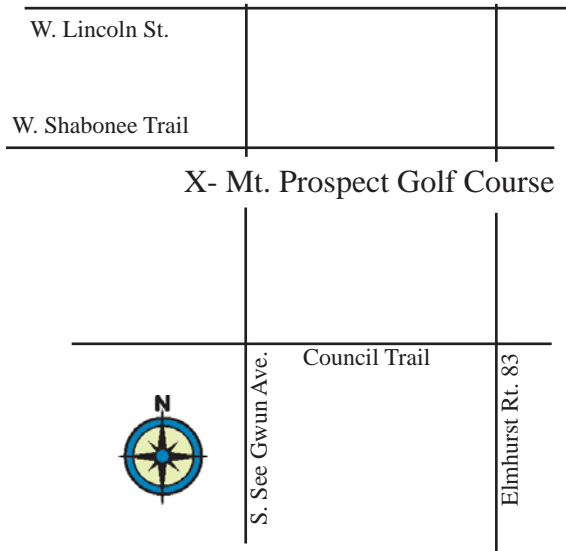 W. Lincoln St.
W. Shabonee Trail
X- Mt. Prospect Golf Course
Council Trail
S. See Gwun Ave.
Elmhurst Rt. 83
N